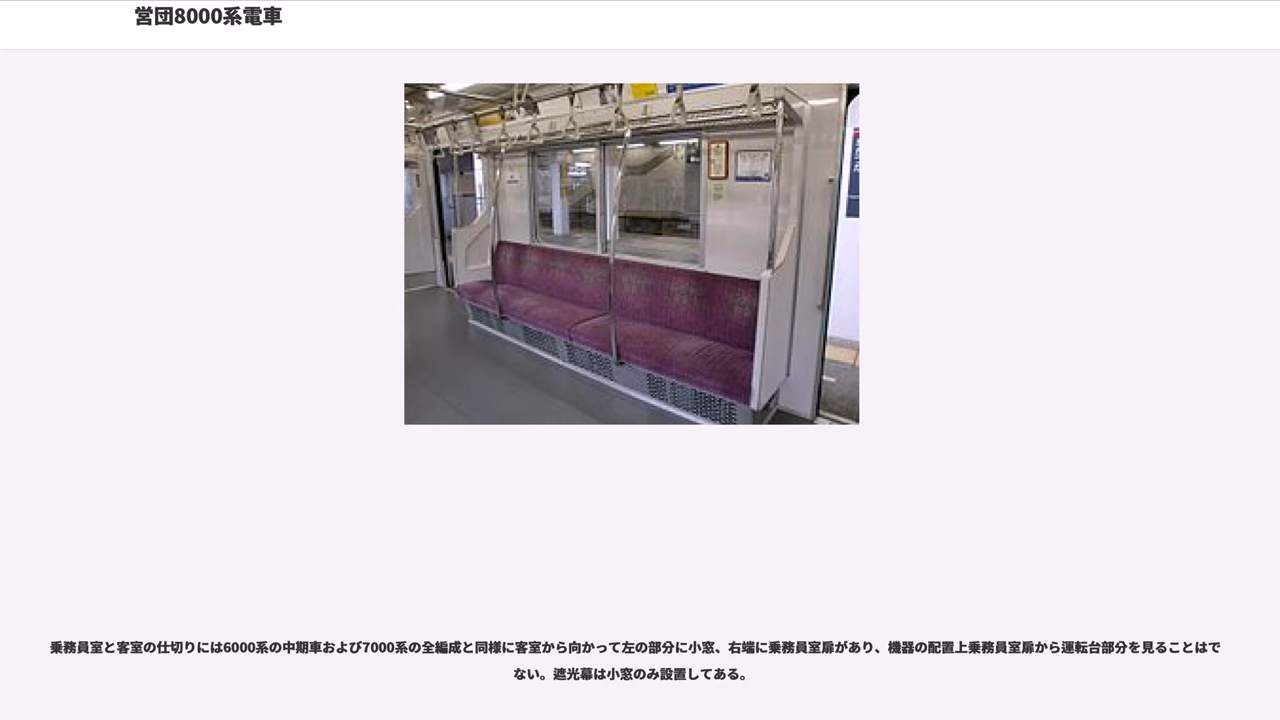 営団8000系電車
乗務員室と客室の仕切りには6000系の中期車および7000系の全編成と同様に客室から向かって左の部分に小窓、右端に乗務員室扉があり、機器の配置上乗務員室扉から運転台部分を見ることはで
ない。遮光幕は小窓のみ設置してある。